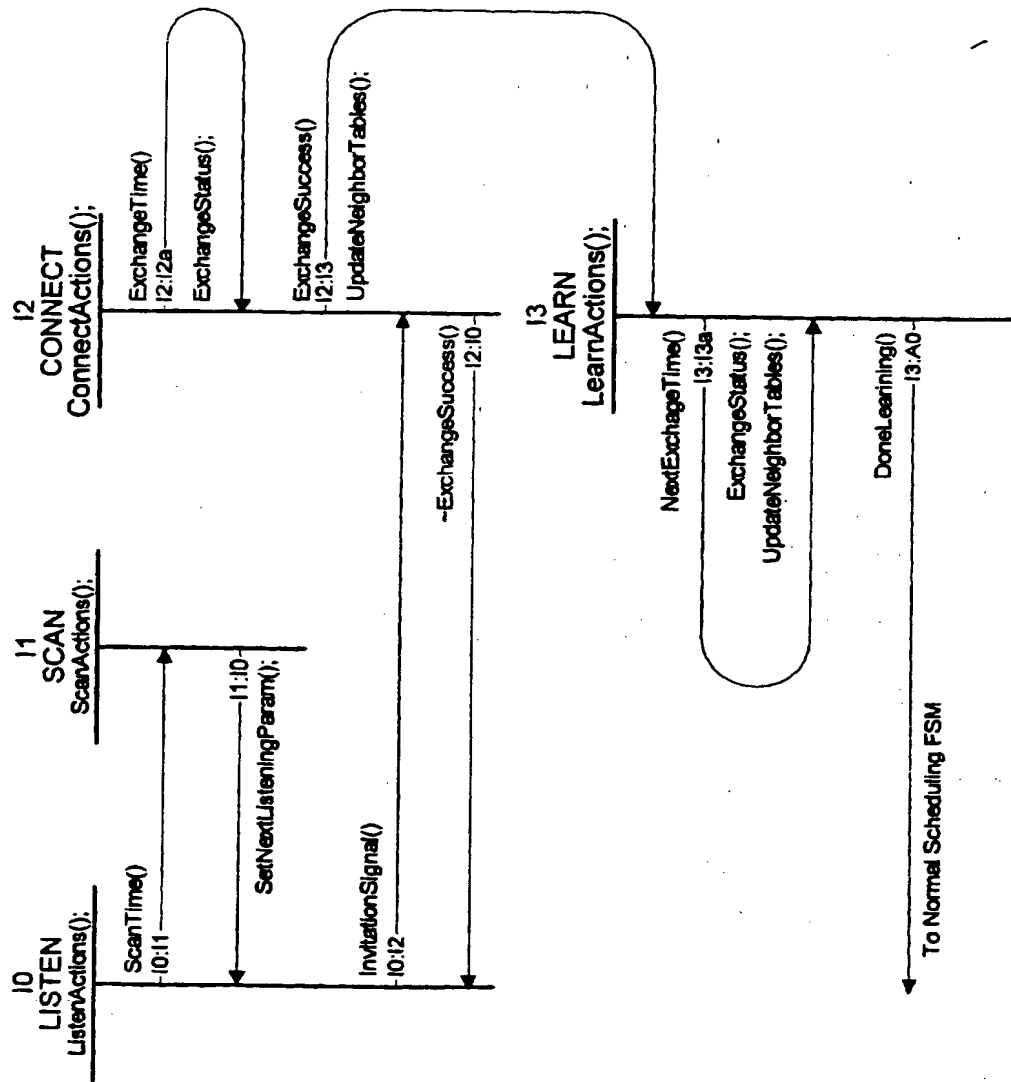 I0
LISTEN
ListenActions();
ScanTime()
I0:I1
I1:I0
SetNextListeningParam();
InvitationSignal()
I0:I2
~ExchangeSuccess()
I2:I0
I1
SCAN
ScanActions();
I2
CONNECT
ConnectActions();
ExchangeTime()
I2:I2a
ExchangeStatus();
ExchangeSuccess()
I2:I3
UpdateNeighborTables();
I3
LEARN
LearnActions();
NextExchageTime()
I3:I3a
ExchangeStatus();
UpdateNeighborTables();
DoneLearining()
I3:A0
To Normal Scheduling FSM